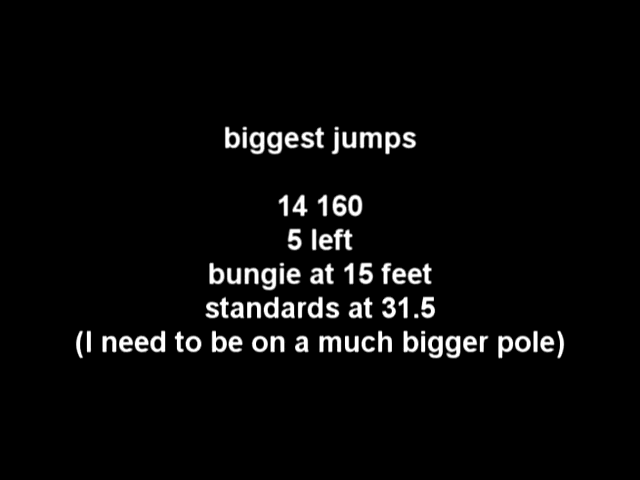 biggest jumps
14 160
5 left
bungie at 15 feet
standards at 31.5
(I need to be on a much bigger pole)